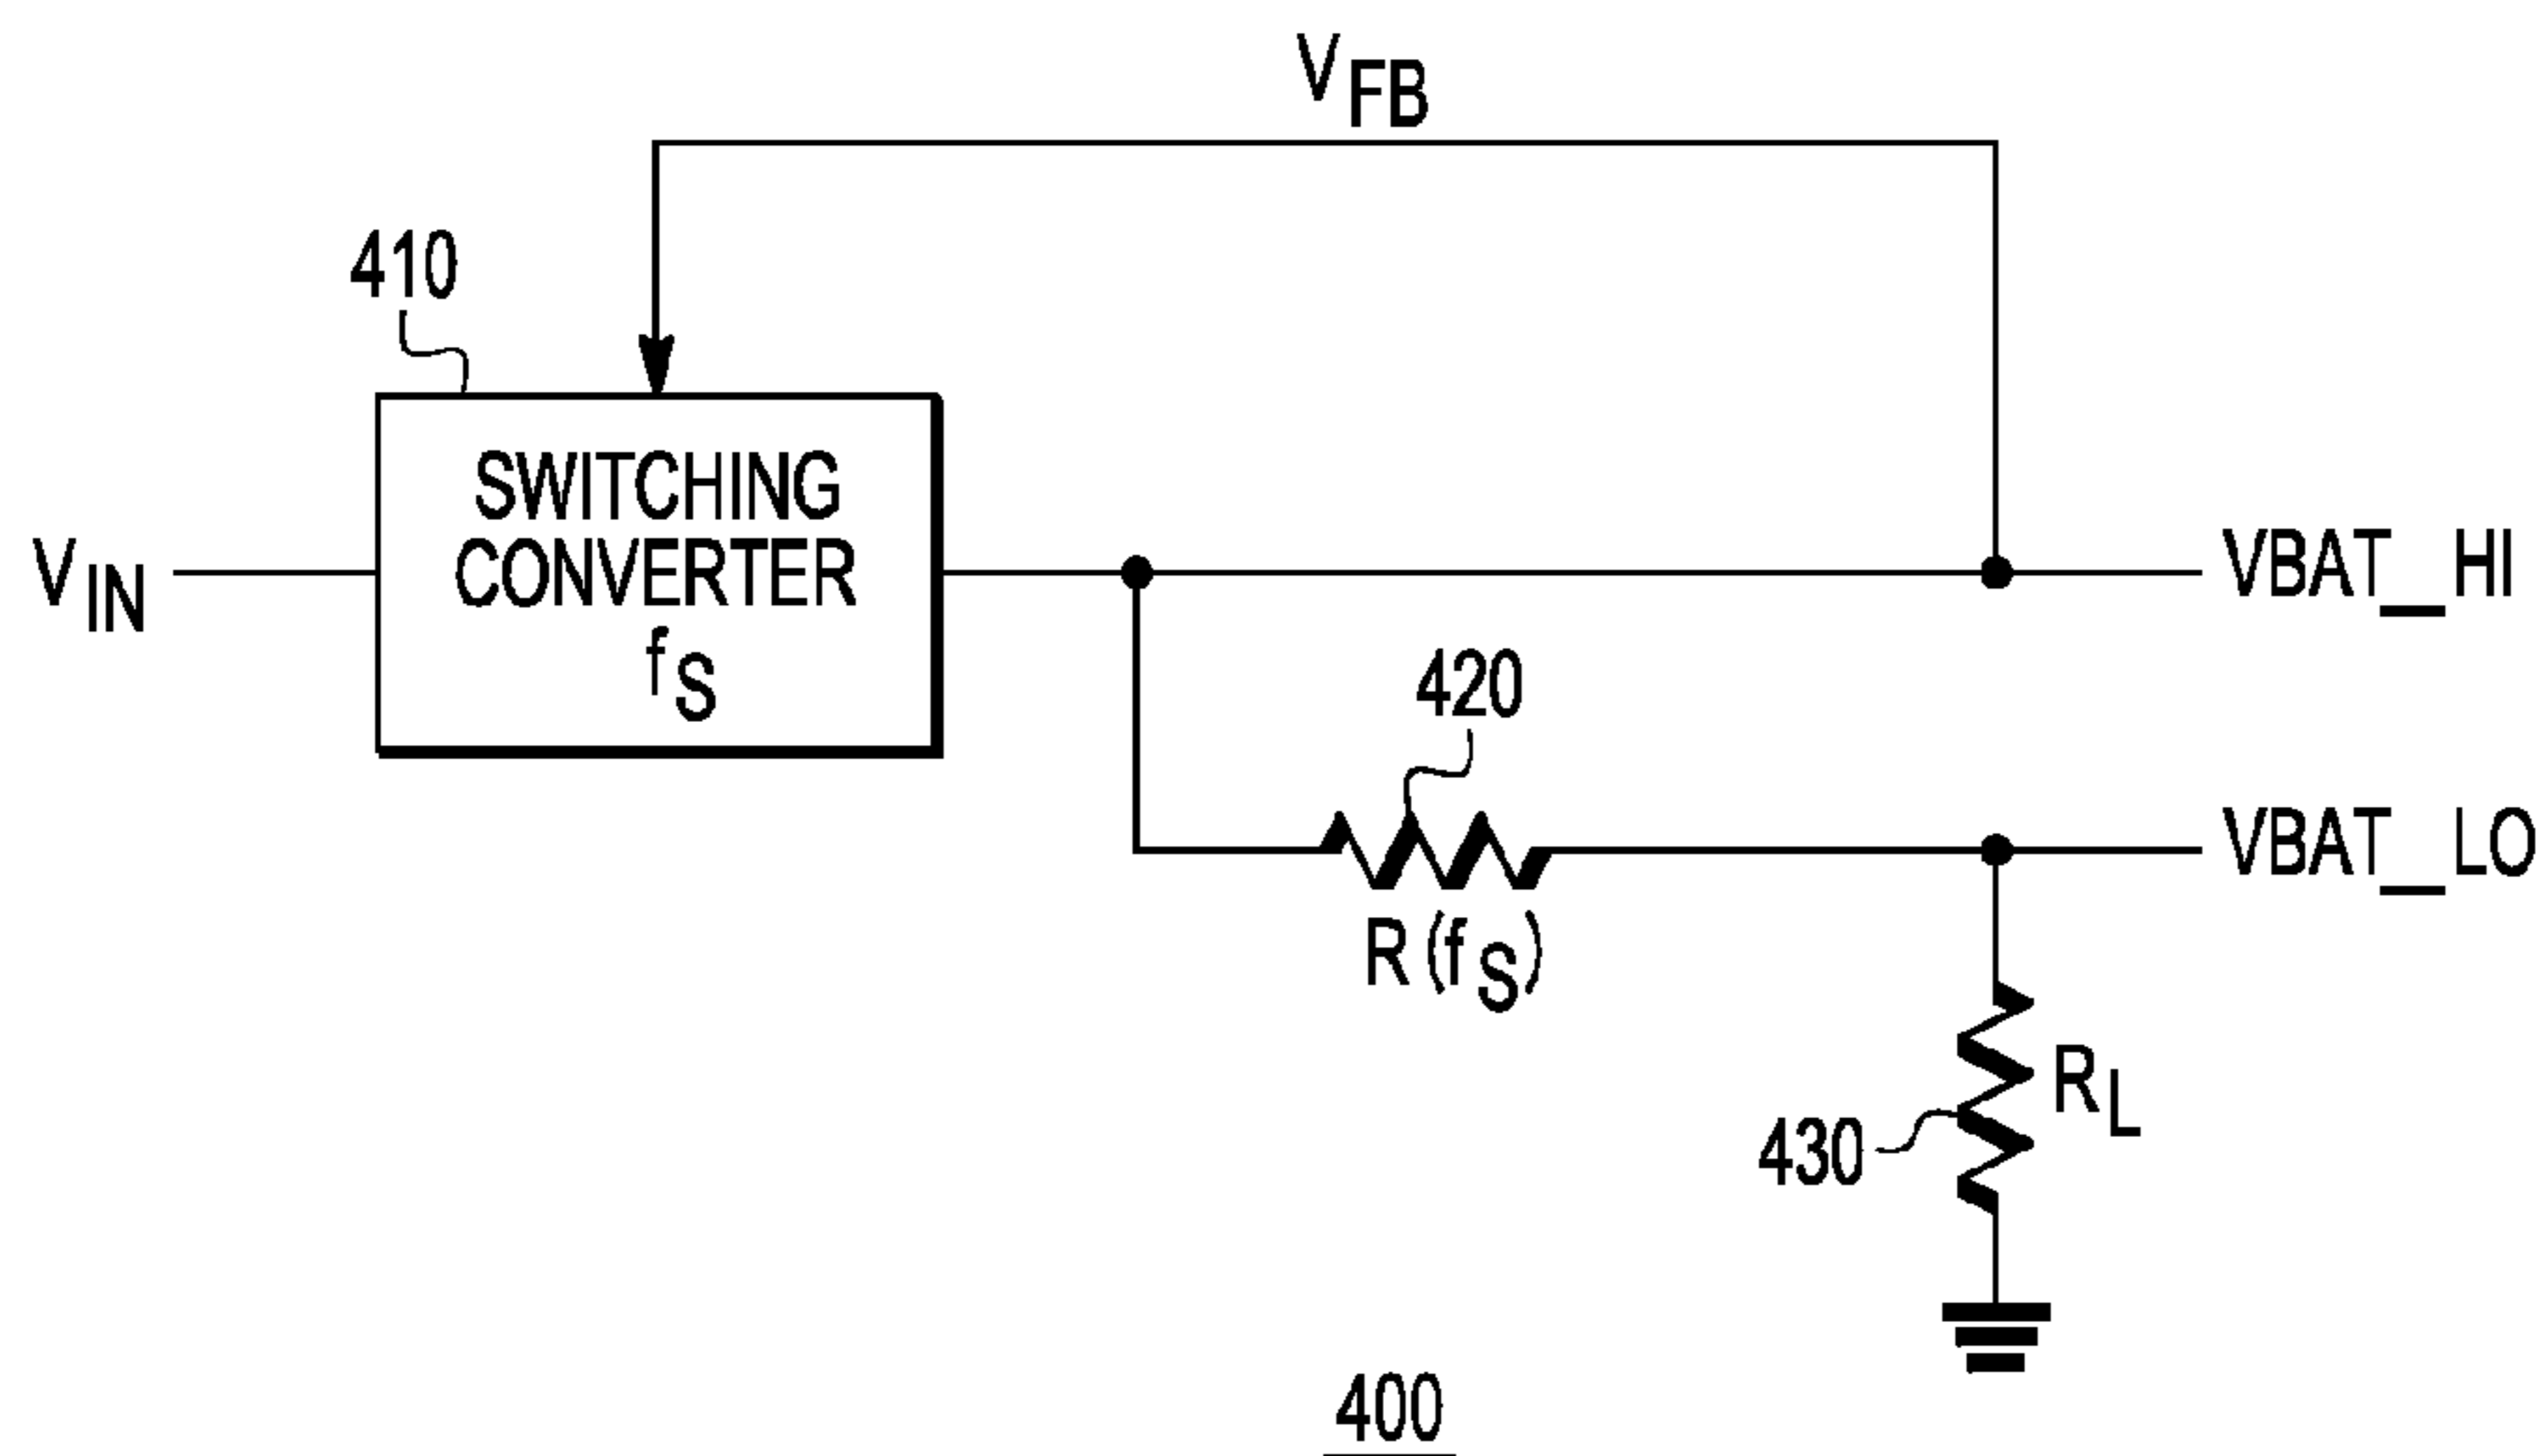 VFB
410
SWITCHING
CONVERTER
fS
VIN
VBAT_HI
420
VBAT_LO
R (fS)
RL
430
400